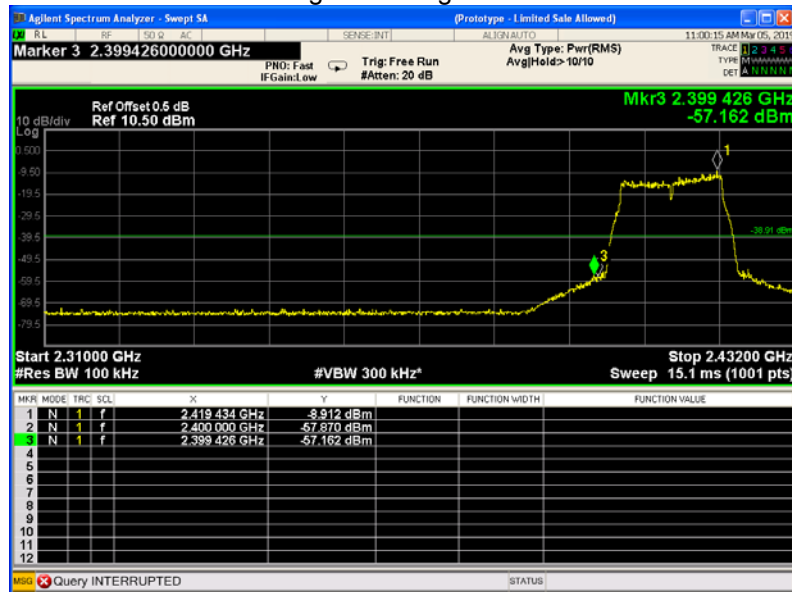 Agilent Spectrum Analyzer - Swept SA (Prototype - Limited Sale Allowed)
RL RF 50 Ω AC SENSE:INT ALIGN AUTO 11:00:15 AM Mar 05, 2019
Marker 3 2.399426000000 GHz Avg Type: Pwr(RMS) TRACE 1 2 3 4 5
PNO: Fast Trig: Free Run Avg|Hold:>10/10 TYPE M
IFGain:Low #Atten: 20 dB DET A N N N N
Mkr3 2.399 426 GHz
Ref Offset 0.5 dB
10 dB/div Ref 10.50 dBm -57.162 dBm
Log
0.500
1
-9.50
-19.5
-29.5
-39.5 -38.91 dBm
-49.5
3
-59.5
-69.5
-79.5
Start 2.31000 GHz Stop 2.43200 GHz
#Res BW 100 kHz #VBW 300 kHz* Sweep 15.1 ms (1001 pts)
MKR MODE TRC SCL X Y FUNCTION FUNCTION WIDTH FUNCTION VALUE
1 N 1 f 2.419 434 GHz -8.912 dBm
2 N 1 f 2.400 000 GHz -57.870 dBm
3 N 1 f 2.399 426 GHz -57.162 dBm
4
5
6
7
8
9
10
11
12
MSG Query INTERRUPTED STATUS